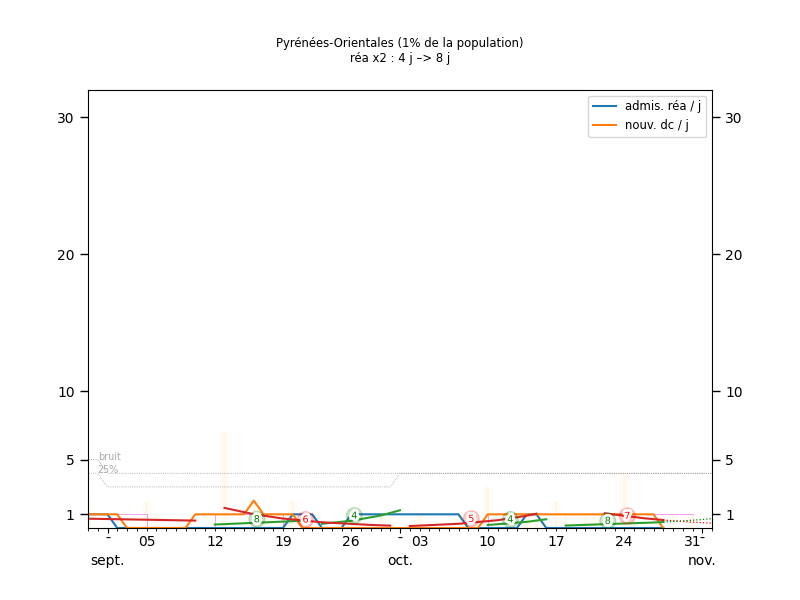 Pyrénées-Orientales (1% de la population)
réa x2 : 4 j –> 8 j
admis. réa / j
nouv. dc / j
30 30
20 20
10 10
bruit
25%
5 5
8 6 4 5 4 8 7
1 1
- 05 12 19 26 - 03 10 17 24 31 -
sept. oct. nov.